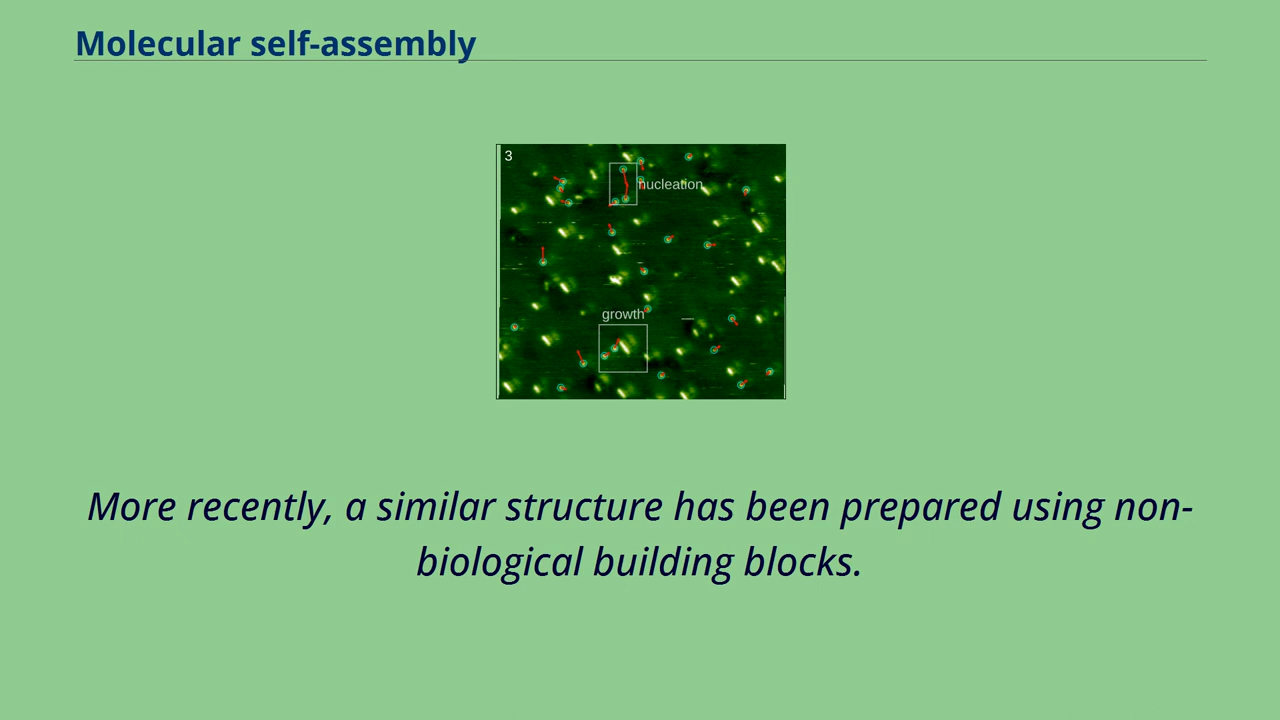 Molecular self-assembly
3
nucleation
growth
More recently, a similar structure has been prepared using non-
biological building blocks.